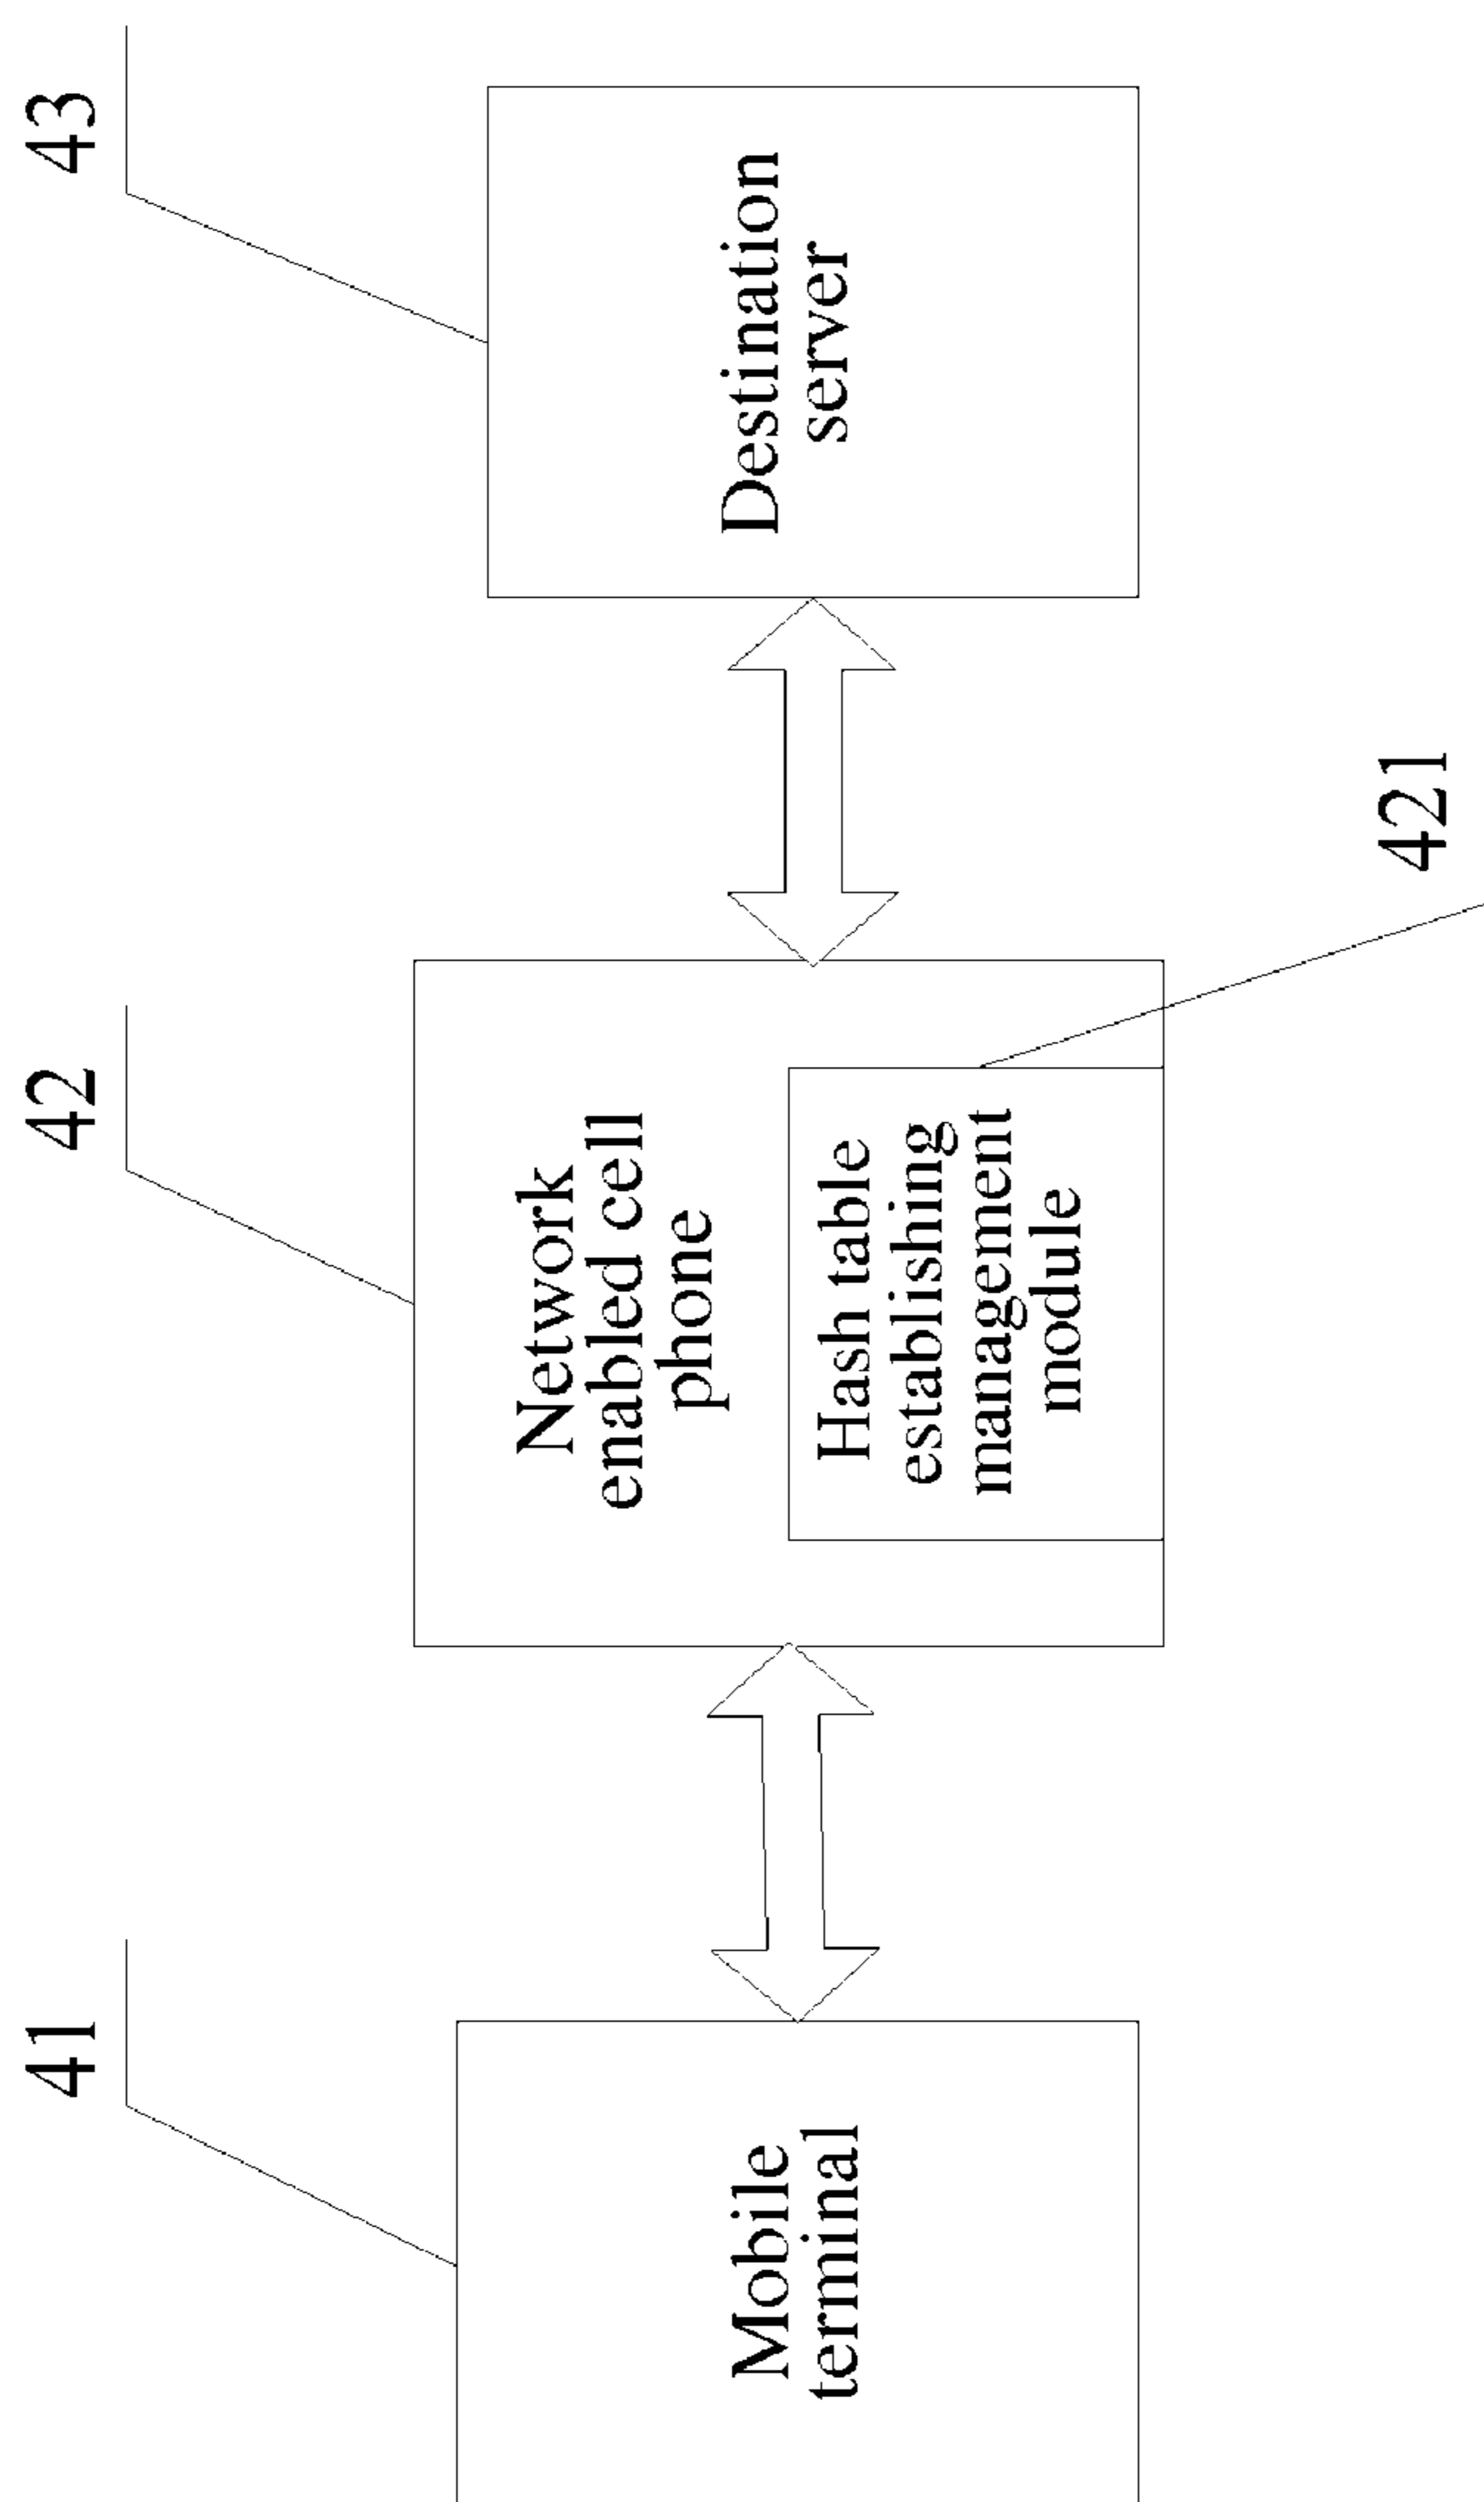 41
42
43
Mobile
terminal
Network
enabled cell
phone
Hash table
establishing
management
module
Destination
server
421